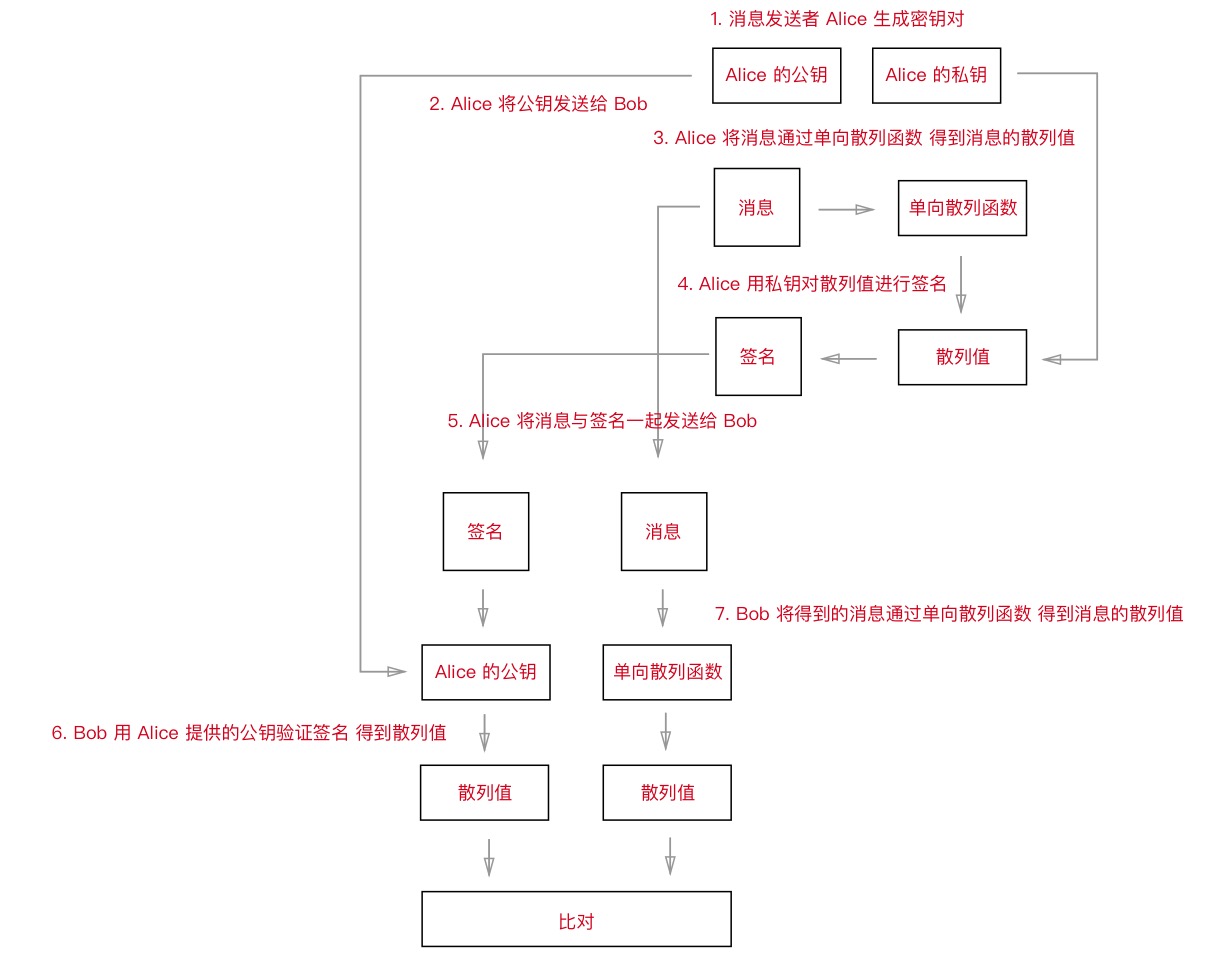 1. 消息发送者 Alice 生成密钥对
Alice 的公钥
Alice 的私钥
2. Alice 将公钥发送给 Bob
3. Alice 将消息通过单向散列函数 得到消息的散列值
消息
单向散列函数
4. Alice 用私钥对散列值进行签名
签名
散列值
5. Alice 将消息与签名一起发送给 Bob
签名
消息
7. Bob 将得到的消息通过单向散列函数 得到消息的散列值
Alice 的公钥
单向散列函数
6. Bob 用 Alice 提供的公钥验证签名 得到散列值
散列值
散列值
比对